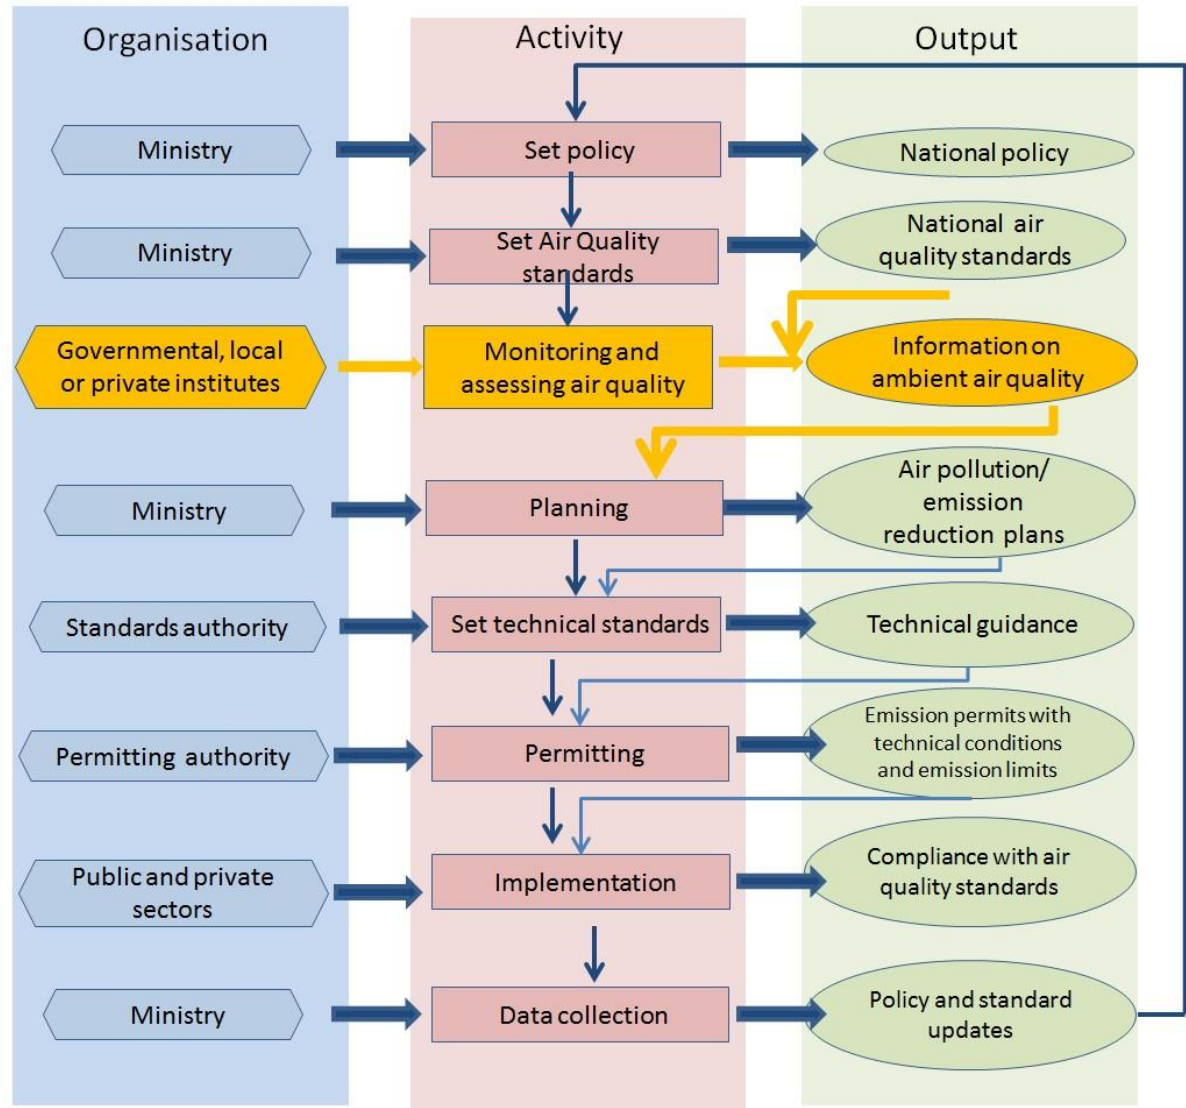 Organisation
Activity
Output
Ministry
Set policy
National policy
Ministry
Set Air Quality
standards
National air
quality standards
Governmental, local
or private institutes
Monitoring and
assessing air quality
Information on
ambient air quality
Ministry
Planning
Air pollution/
emission
reduction plans
Standards authority
Set technical standards
Technical guidance
Permitting authority
Permitting
Emission permits with
technical conditions
and emission limits
Public and private
sectors
Implementation
Compliance with air
quality standards
Ministry
Data collection
Policy and standard
updates